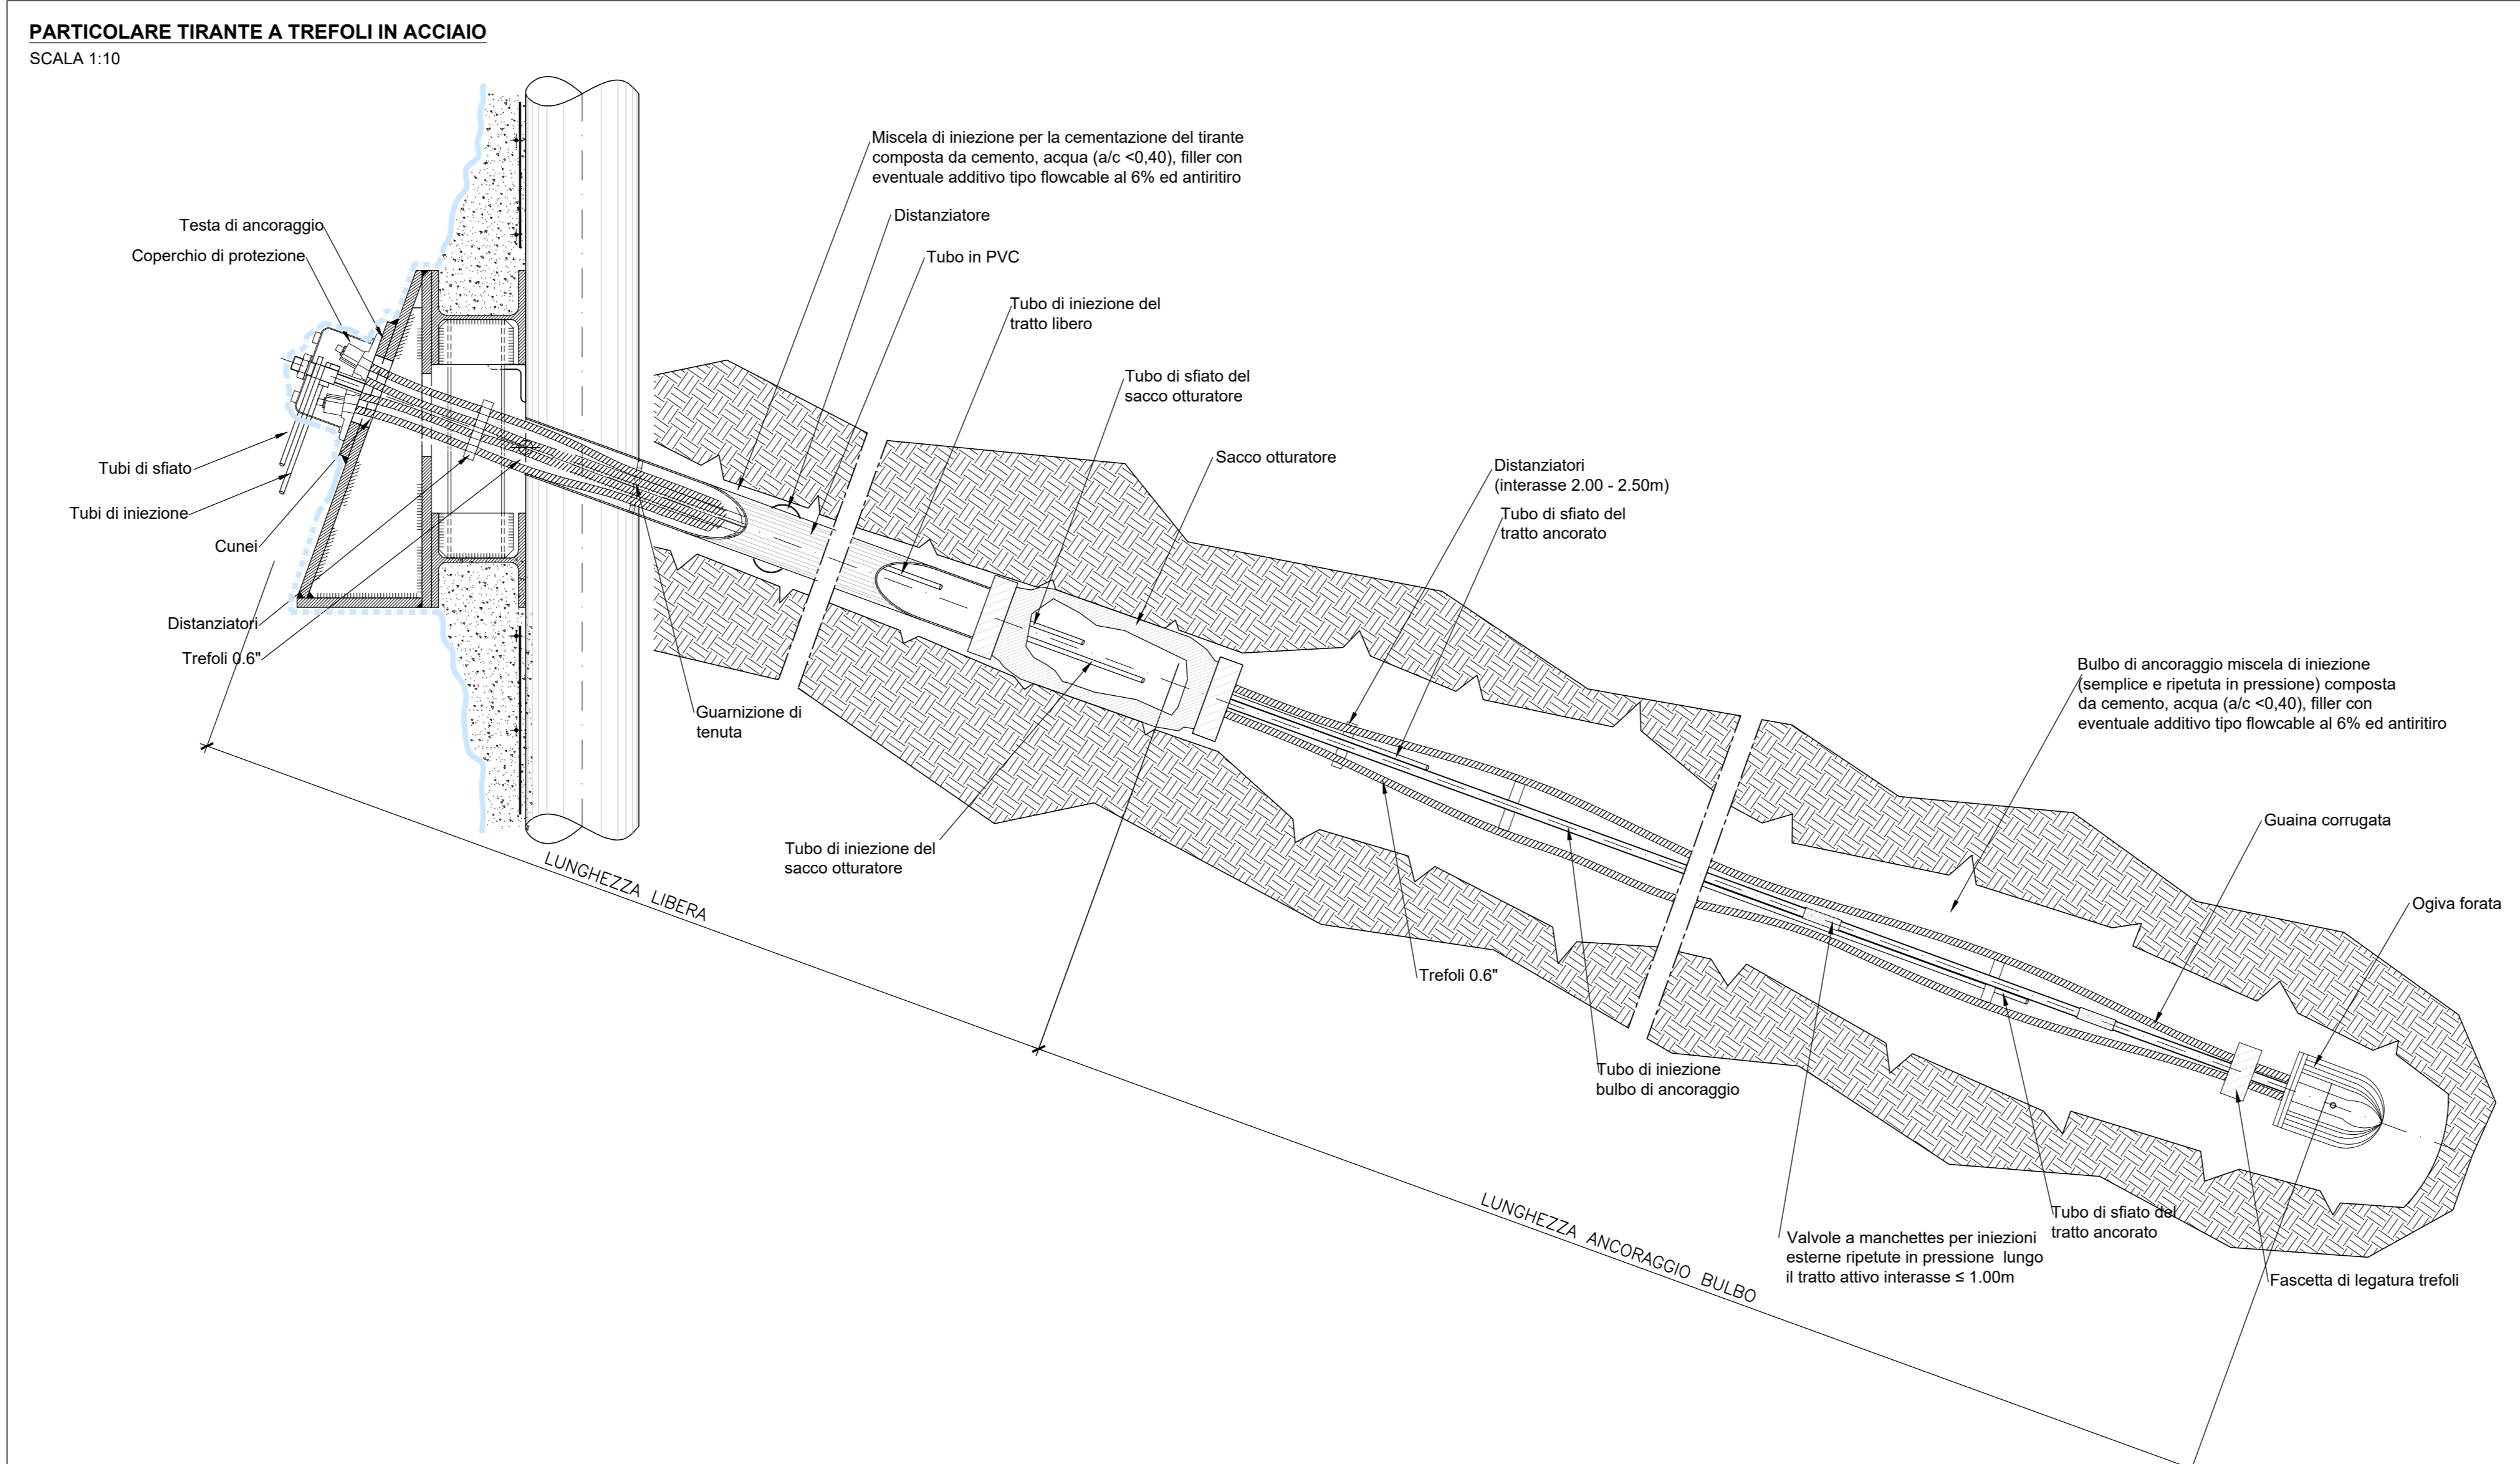 PARTICOLARE TIRANTE A TREFOLI IN ACCIAIO
SCALA 1:10
Miscela di iniezione per la cementazione del tirante
composta da cemento, acqua (a/c <0,40), filler con
eventuale additivo tipo flowcable al 6% ed antiritiro
Distanziatore
Tubo in PVC
Tubo di iniezione del
tratto libero
Tubo di sfiato del
sacco otturatore
Sacco otturatore
Distanziatori
(interasse 2.00 - 2.50m)
Tubo di sfiato del
tratto ancorato
Testa di ancoraggio
Coperchio di protezione
Tubi di sfiato
Tubi di iniezione
Cunei
Distanziatori
Trefoli 0.6"
Guarnizione di
tenuta
Tubo di iniezione del
sacco otturatore
LUNGHEZZA LIBERA
Bulbo di ancoraggio miscela di iniezione
(semplice e ripetuta in pressione) composta
da cemento, acqua (a/c <0,40), filler con
eventuale additivo tipo flowcable al 6% ed antiritiro
Guaina corrugata
Ogiva forata
Trefoli 0.6"
Tubo di iniezione
bulbo di ancoraggio
LUNGHEZZA ANCORAGGIO BULBO
Valvole a manchettes per iniezioni
esterne ripetute in pressione lungo
il tratto attivo interasse ≤ 1.00m
Tubo di sfiato del
tratto ancorato
Fascetta di legatura trefoli